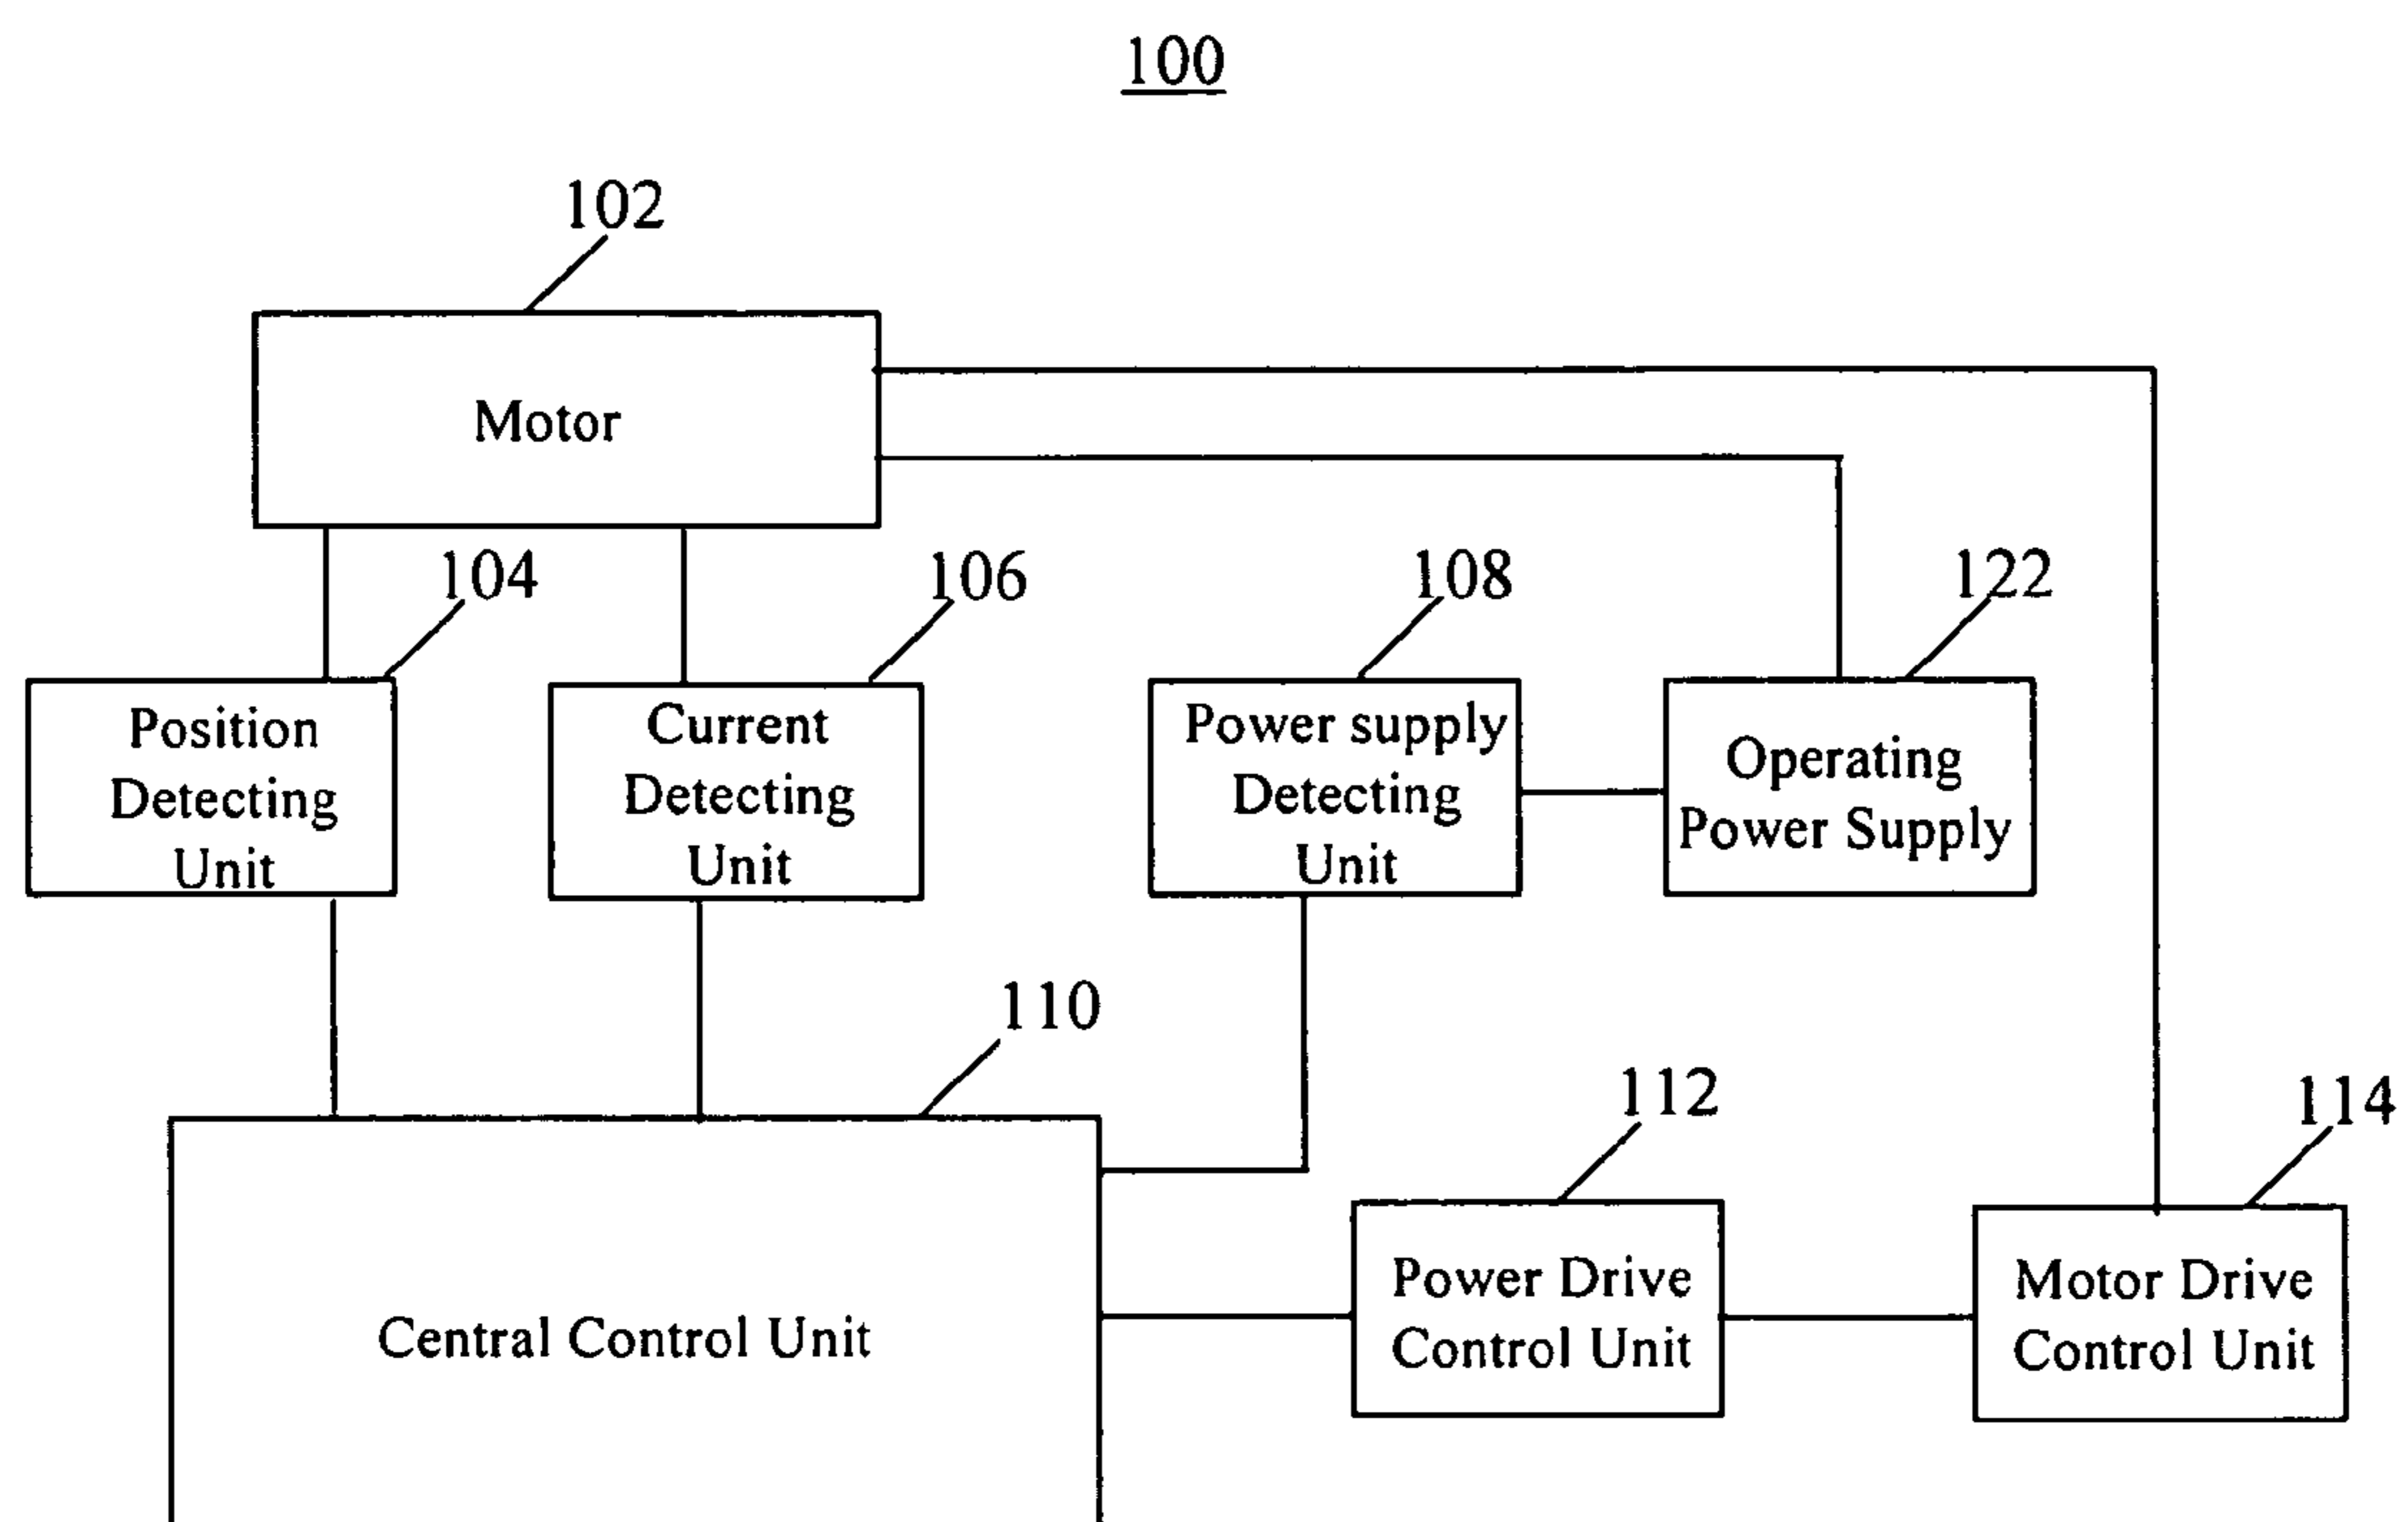 100
102
Motor
104
106
108
122
Position
Detecting
Unit
Current
Detecting
Unit
Power supply
Detecting
Unit
Operating
Power Supply
110
112
114
Central Control Unit
Power Drive
Control Unit
Motor Drive
Control Unit